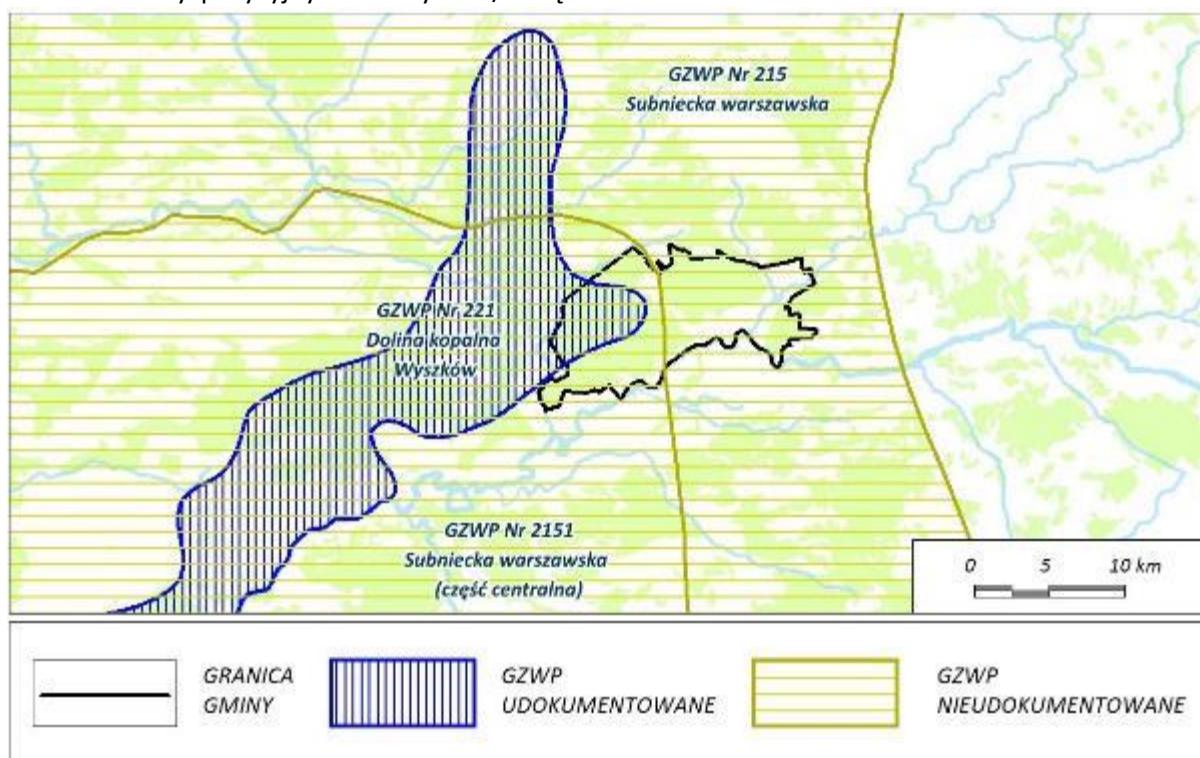 GZWP Nr 215
Subniecka warszawska
GZWP Nr 221
Dolina kopalna
Wyszków
GZWP Nr 2151
Subniecka warszawska
(część centralna)
0 5 10 km
GRANICA
GMINY
GZWP
UDOKUMENTOWANE
GZWP
NIEUDOKUMENTOWANE